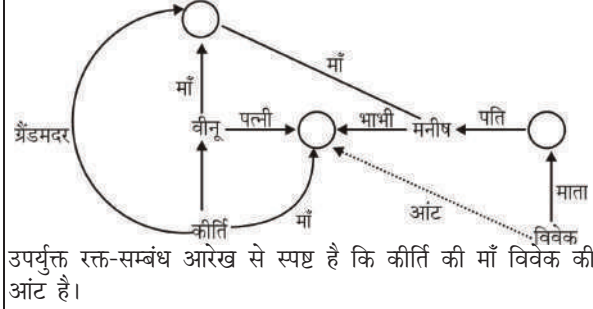 माँ
माँ
ग्रैंडमदर
वीनू
पत्नी
भाभी
मनीष
पति
माता
आंट
कीर्ति
माँ
विवेक
उपर्युक्त रक्त-सम्बंध आरेख से स्पष्ट है कि कीर्ति की माँ विवेक की
आंट है।